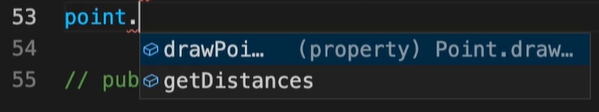 53 point.
54 drawPoi... (property) Point.draw...
55 // pub getDistances